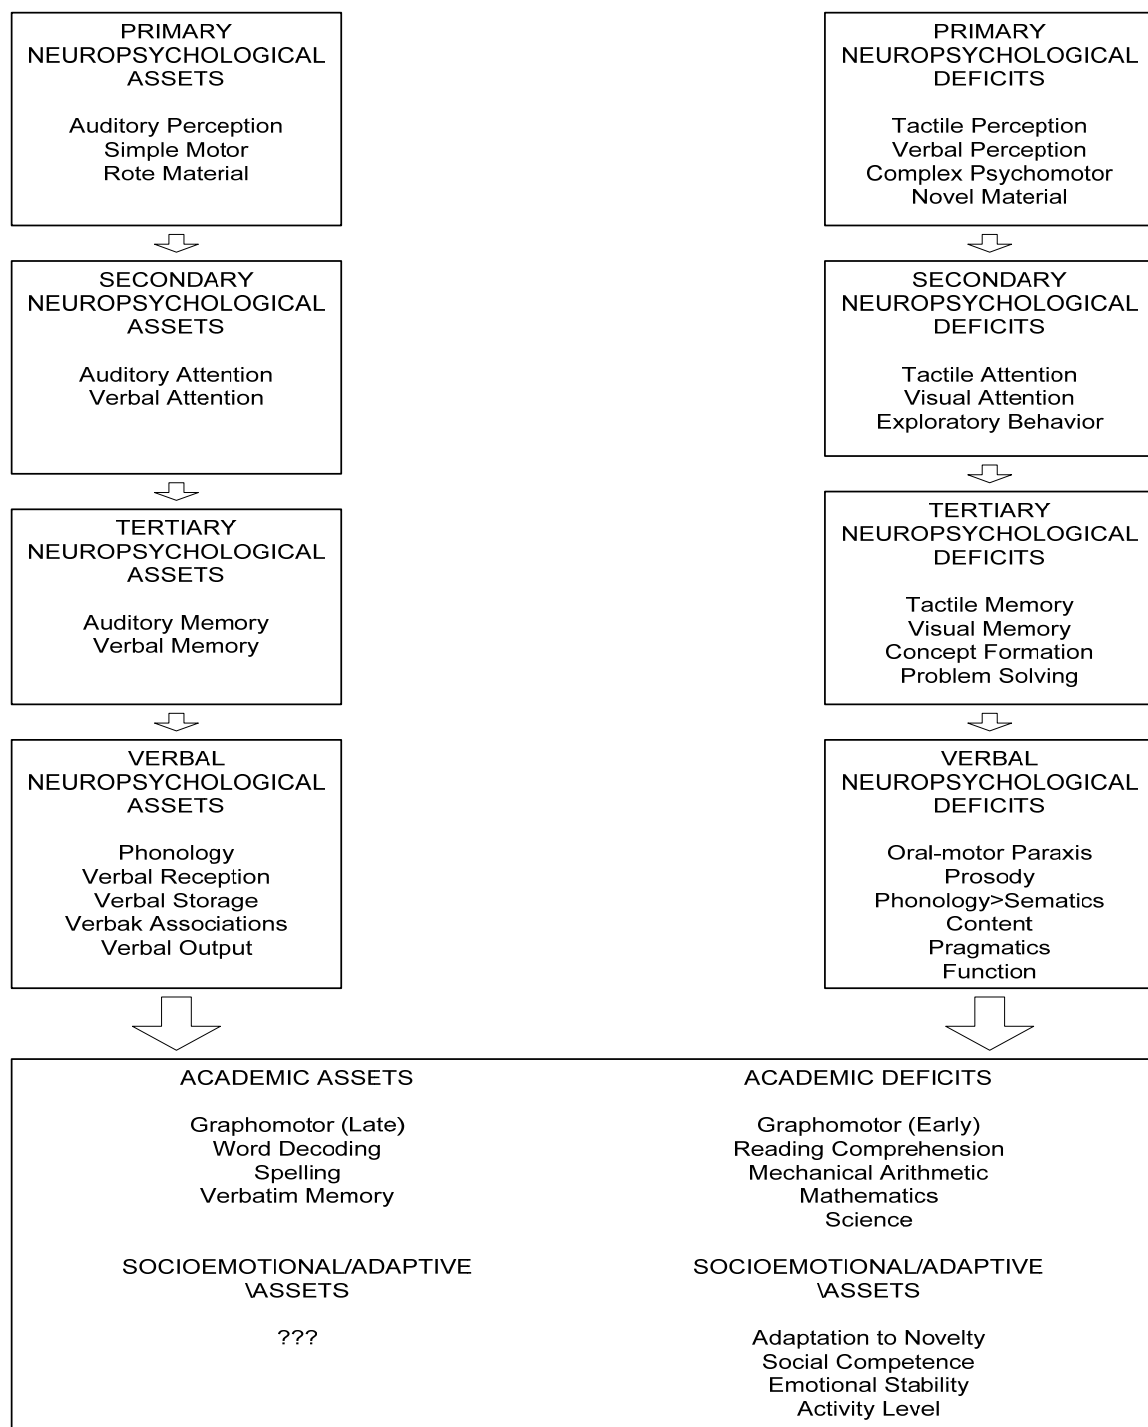 PRIMARY
NEUROPSYCHOLOGICAL
ASSETS
Auditory Perception
Simple Motor
Rote Material
PRIMARY
NEUROPSYCHOLOGICAL
DEFICITS
Tactile Perception
Verbal Perception
Complex Psychomotor
Novel Material
SECONDARY
NEUROPSYCHOLOGICAL
ASSETS
Auditory Attention
Verbal Attention
SECONDARY
NEUROPSYCHOLOGICAL
DEFICITS
Tactile Attention
Visual Attention
Exploratory Behavior
TERTIARY
NEUROPSYCHOLOGICAL
ASSETS
Auditory Memory
Verbal Memory
TERTIARY
NEUROPSYCHOLOGICAL
DEFICITS
Tactile Memory
Visual Memory
Concept Formation
Problem Solving
VERBAL
NEUROPSYCHOLOGICAL
ASSETS
Phonology
Verbal Reception
Verbal Storage
Verbak Associations
Verbal Output
VERBAL
NEUROPSYCHOLOGICAL
DEFICITS
Oral-motor Paraxis
Prosody
Phonology>Sematics
Content
Pragmatics
Function
ACADEMIC ASSETS
Graphomotor (Late)
Word Decoding
Spelling
Verbatim Memory
SOCIOEMOTIONAL/ADAPTIVE
\ASSETS
???
ACADEMIC DEFICITS
Graphomotor (Early)
Reading Comprehension
Mechanical Arithmetic
Mathematics
Science
SOCIOEMOTIONAL/ADAPTIVE
\ASSETS
Adaptation to Novelty
Social Competence
Emotional Stability
Activity Level